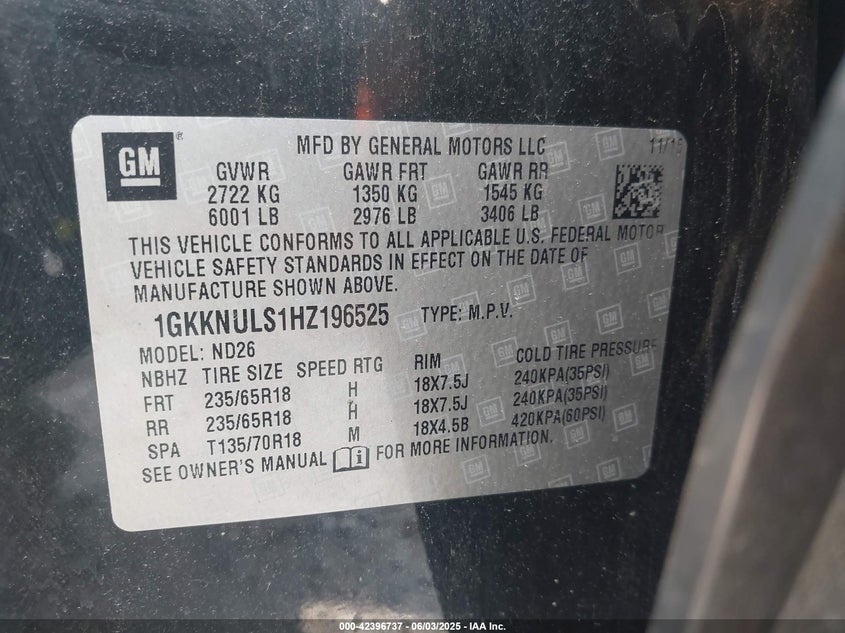 GM
®
MFD BY GENERAL MOTORS LLC
11/15
GVWR GAWR FRT GAWR RR
2722 KG 1350 KG 1545 KG
6001 LB 2976 LB 3406 LB
THIS VEHICLE CONFORMS TO ALL APPLICABLE U.S. FEDERAL MOTOR
VEHICLE SAFETY STANDARDS IN EFFECT ON THE DATE OF
MANUFACTURE SHOWN ABOVE.
1GKKNULS1HZ196525 TYPE: M.P.V.
MODEL: ND26
NBHZ TIRE SIZE SPEED RTG RIM COLD TIRE PRESSURE
FRT 235/65R18 H 18X7.5J 240KPA(35PSI)
RR 235/65R18 H 18X7.5J 240KPA(35PSI)
SPA T135/70R18 M 18X4.5B 420KPA(60PSI)
SEE OWNER'S MANUAL i FOR MORE INFORMATION.
000-42396737 - 06/03/2025 - IAA Inc.